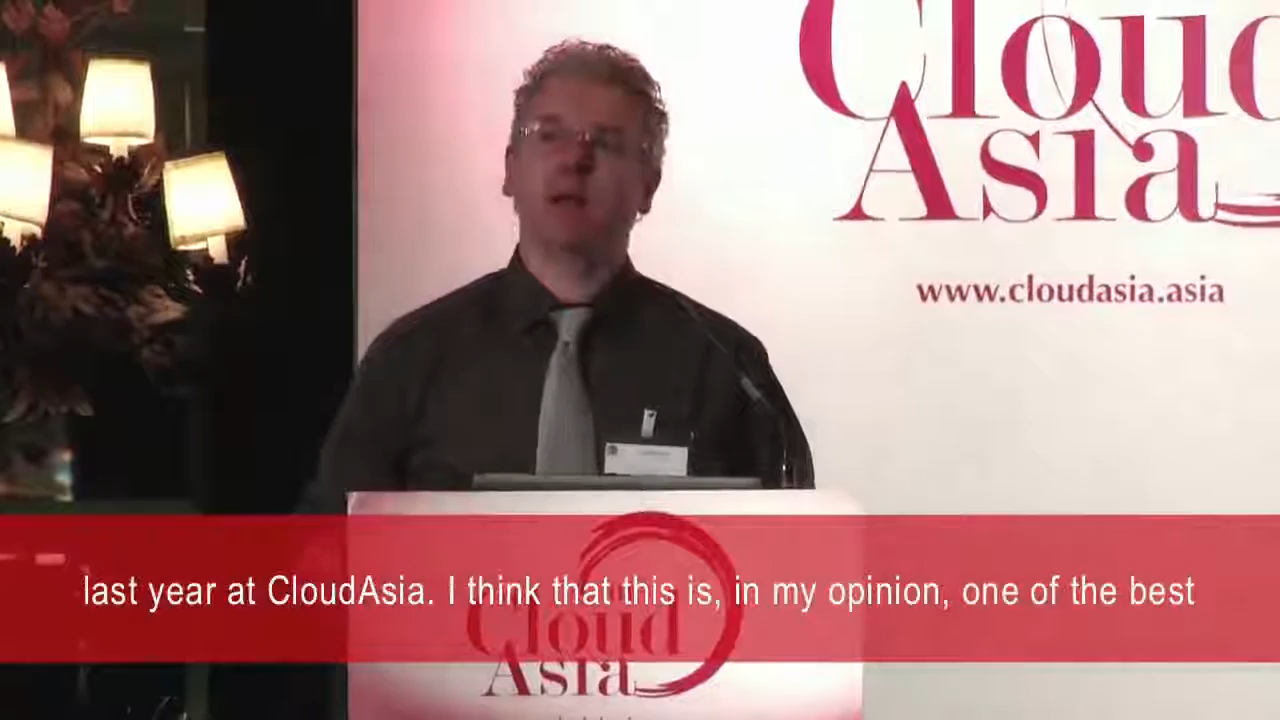 Cloud
Asia
www.cloudasia.asia
last year at CloudAsia. I think that this is, in my opinion, one of the best
Cloud
Asia